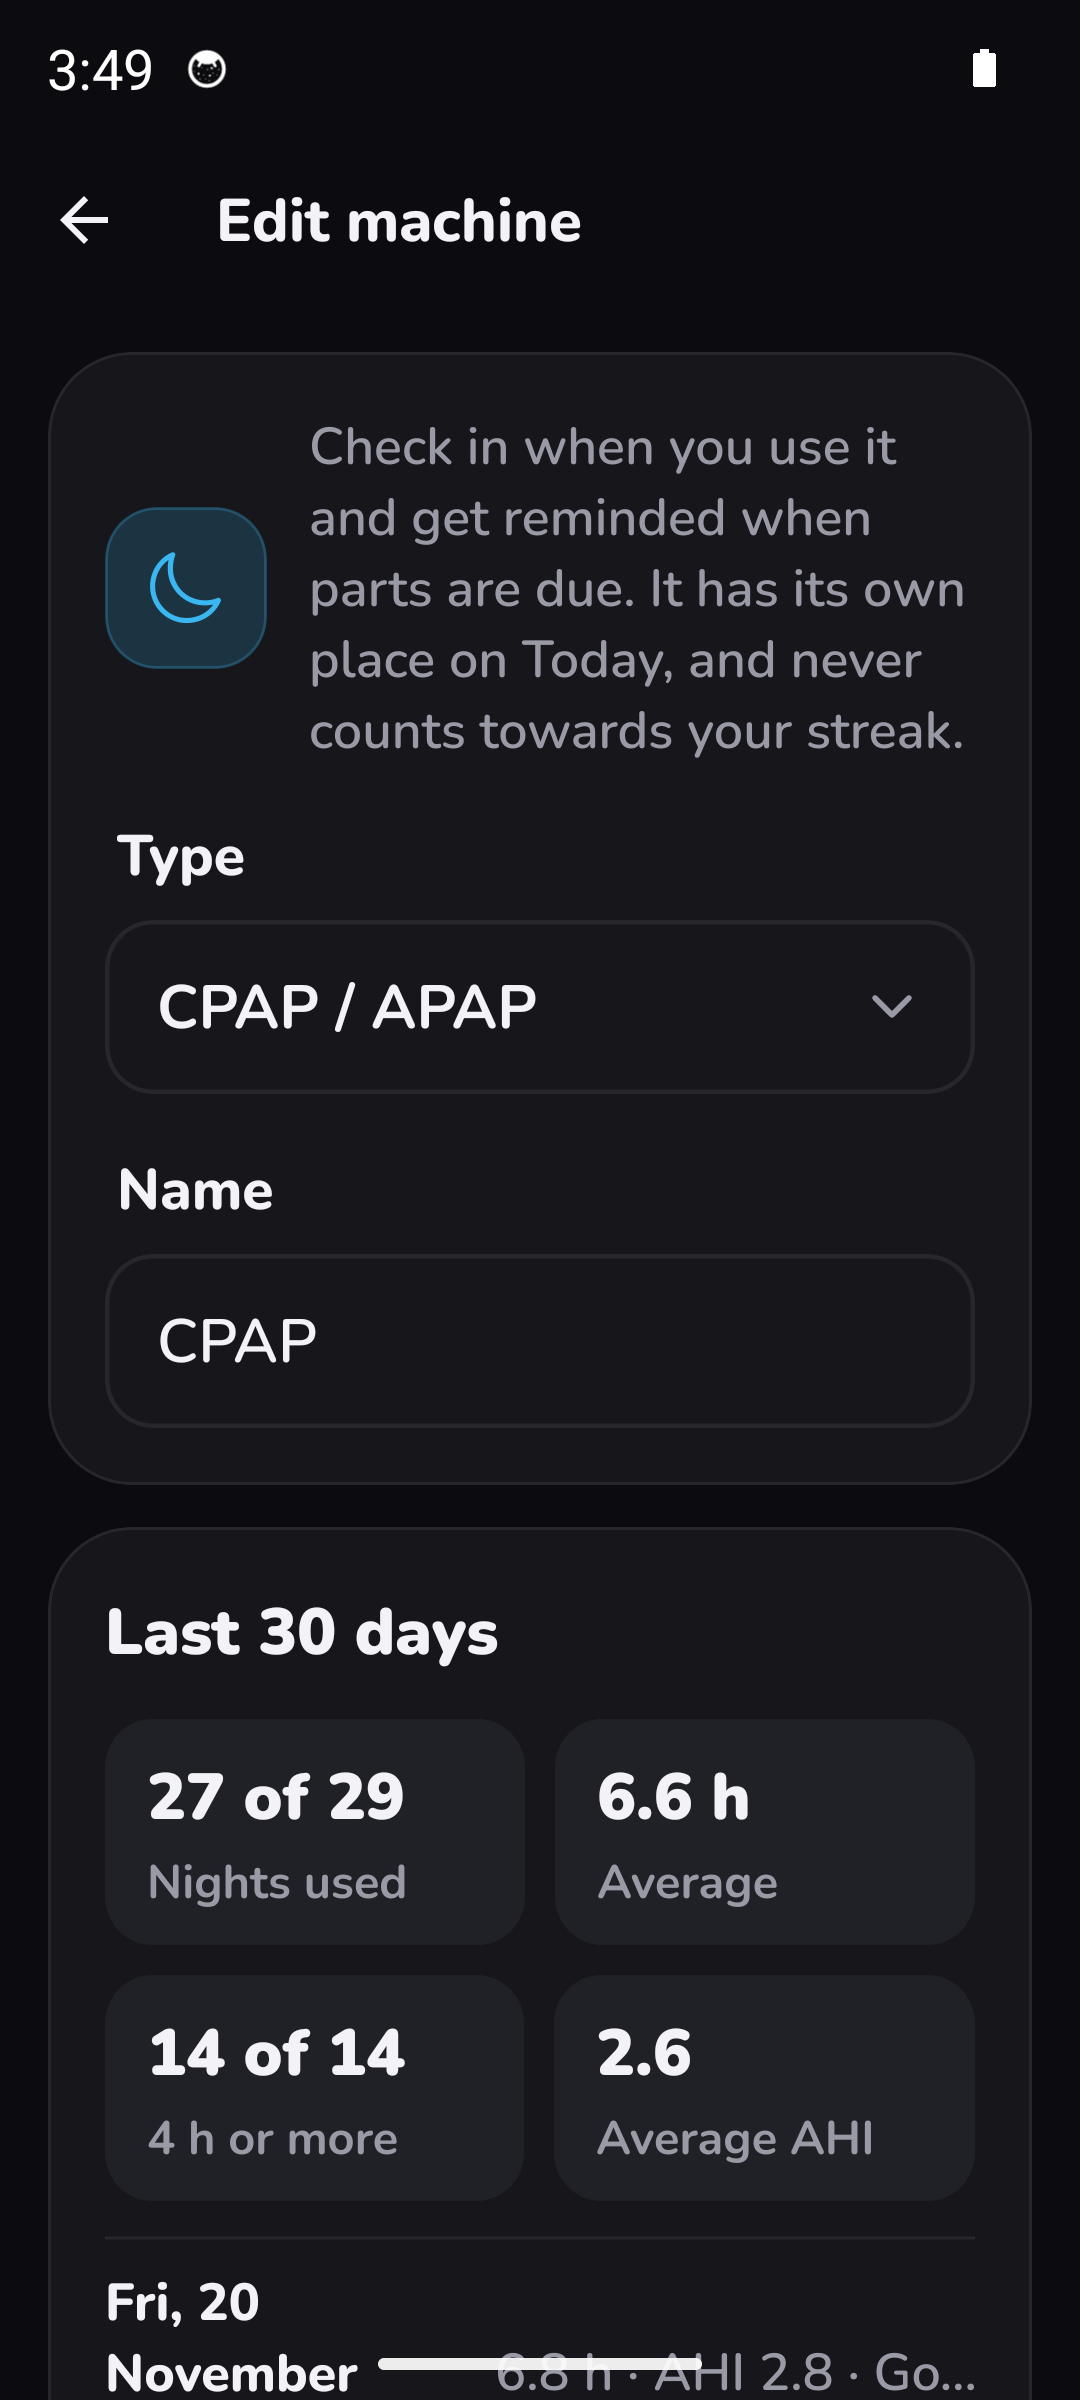 3:49
Edit machine
Check in when you use it
and get reminded when
parts are due. It has its own
place on Today, and never
counts towards your streak.
Type
CPAP / APAP
Name
CPAP
Last 30 days
27 of 29
Nights used
6.6 h
Average
14 of 14
4 h or more
2.6
Average AHI
Fri, 20
November
6.8 h · AHI 2.8 · Go...